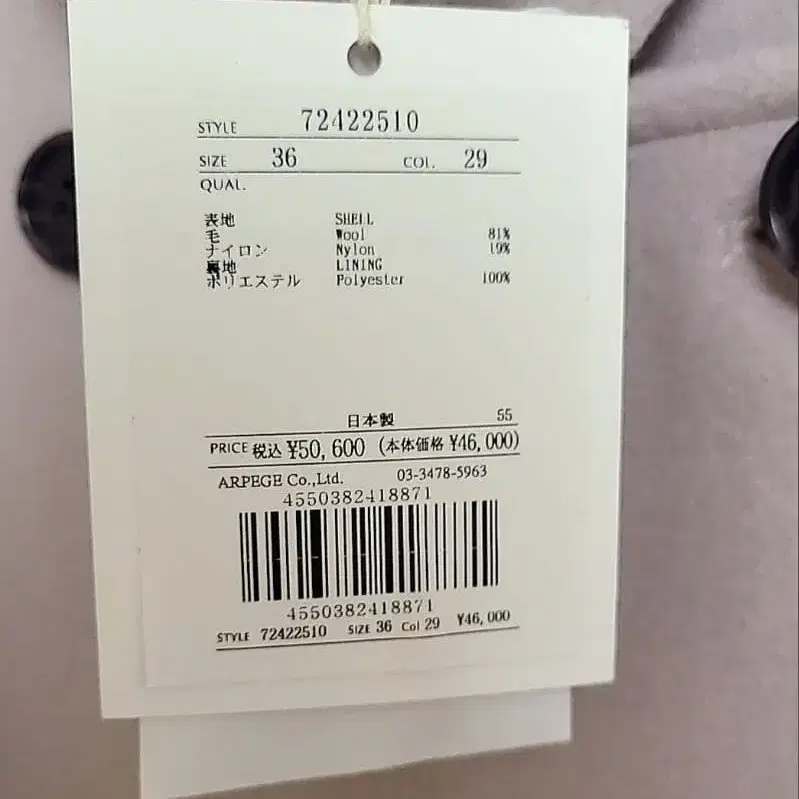 STYLE 72422510
SIZE 36 COL. 29
QUAL.
表地 SHELL
毛 Wool 81%
ナイロン Nylon 19%
裏地 LINING
ポリエステル Polyester 100%
日本製 55
PRICE 税込 ¥50,600 (本体価格 ¥46,000)
ARPEGE Co.,Ltd. 03-3478-5963
4550382418871
4550382418871
STYLE 72422510 SIZE 36 Col 29 ¥46,000